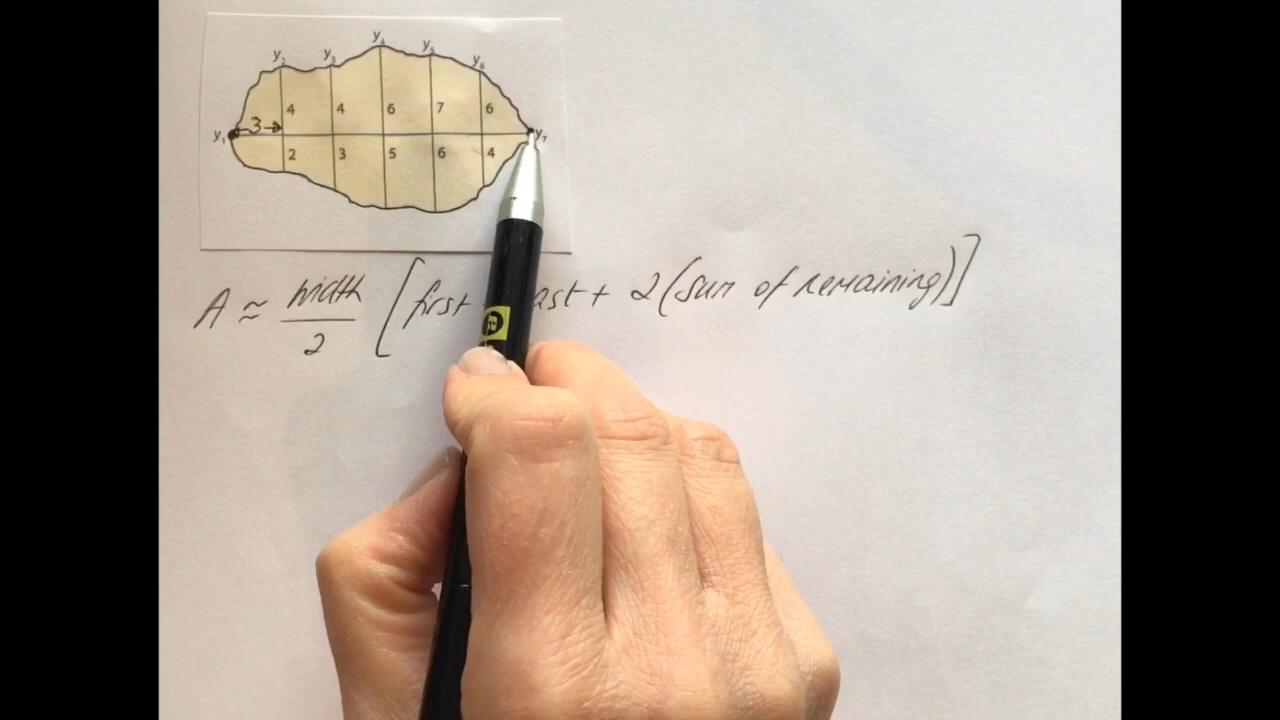 y₄
y₂ y₃ y₅ y₆
4 4 6 7 6
y₁ 3 y₇
2 3 5 6 4
A ≈ width/2 [first last + 2(sum of remaining)]